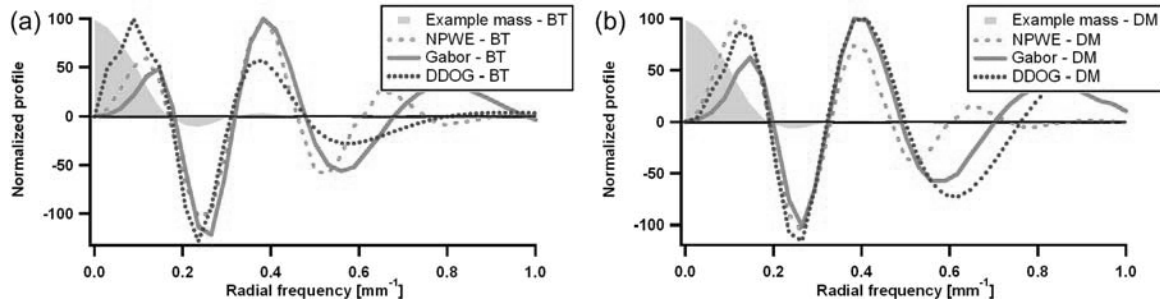 (a)
Normalized profile
100
50
0
-50
-100
Example mass - BT
NPWE - BT
Gabor - BT
DDOG - BT
0.0 0.2 0.4 0.6 0.8 1.0
Radial frequency [mm-1]
(b)
Normalized profile
100
50
0
-50
-100
Example mass - DM
NPWE - DM
Gabor - DM
DDOG - DM
0.0 0.2 0.4 0.6 0.8 1.0
Radial frequency [mm-1]